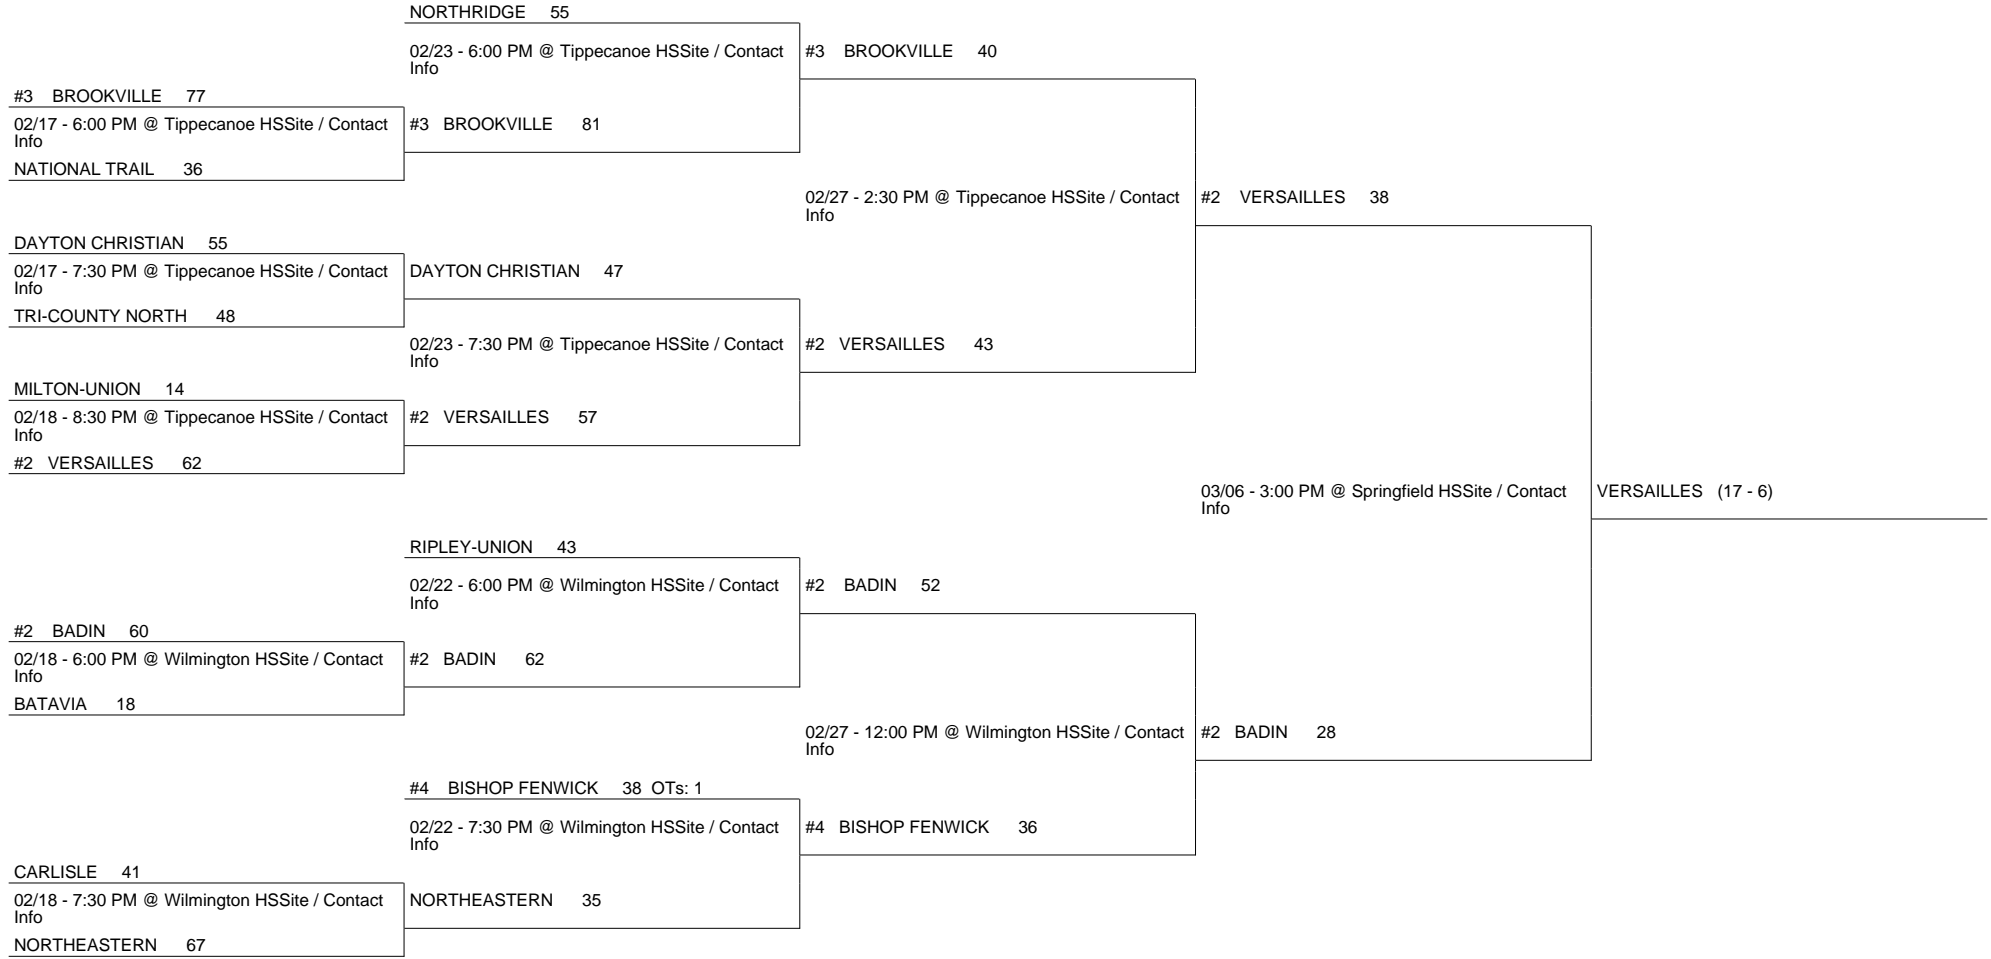 NORTHRIDGE 55
02/23 - 6:00 PM @ Tippecanoe HSSite / Contact
Info
#3 BROOKVILLE 40
#3 BROOKVILLE 77
02/17 - 6:00 PM @ Tippecanoe HSSite / Contact
Info
#3 BROOKVILLE 81
NATIONAL TRAIL 36
02/27 - 2:30 PM @ Tippecanoe HSSite / Contact
Info
#2 VERSAILLES 38
DAYTON CHRISTIAN 55
02/17 - 7:30 PM @ Tippecanoe HSSite / Contact
Info
DAYTON CHRISTIAN 47
TRI-COUNTY NORTH 48
02/23 - 7:30 PM @ Tippecanoe HSSite / Contact
Info
#2 VERSAILLES 43
MILTON-UNION 14
02/18 - 8:30 PM @ Tippecanoe HSSite / Contact
Info
#2 VERSAILLES 57
#2 VERSAILLES 62
03/06 - 3:00 PM @ Springfield HSSite / Contact
Info
VERSAILLES (17 - 6)
RIPLEY-UNION 43
02/22 - 6:00 PM @ Wilmington HSSite / Contact
Info
#2 BADIN 52
#2 BADIN 60
02/18 - 6:00 PM @ Wilmington HSSite / Contact
Info
#2 BADIN 62
BATAVIA 18
02/27 - 12:00 PM @ Wilmington HSSite / Contact
Info
#2 BADIN 28
#4 BISHOP FENWICK 38 OTs: 1
02/22 - 7:30 PM @ Wilmington HSSite / Contact
Info
#4 BISHOP FENWICK 36
CARLISLE 41
02/18 - 7:30 PM @ Wilmington HSSite / Contact
Info
NORTHEASTERN 35
NORTHEASTERN 67